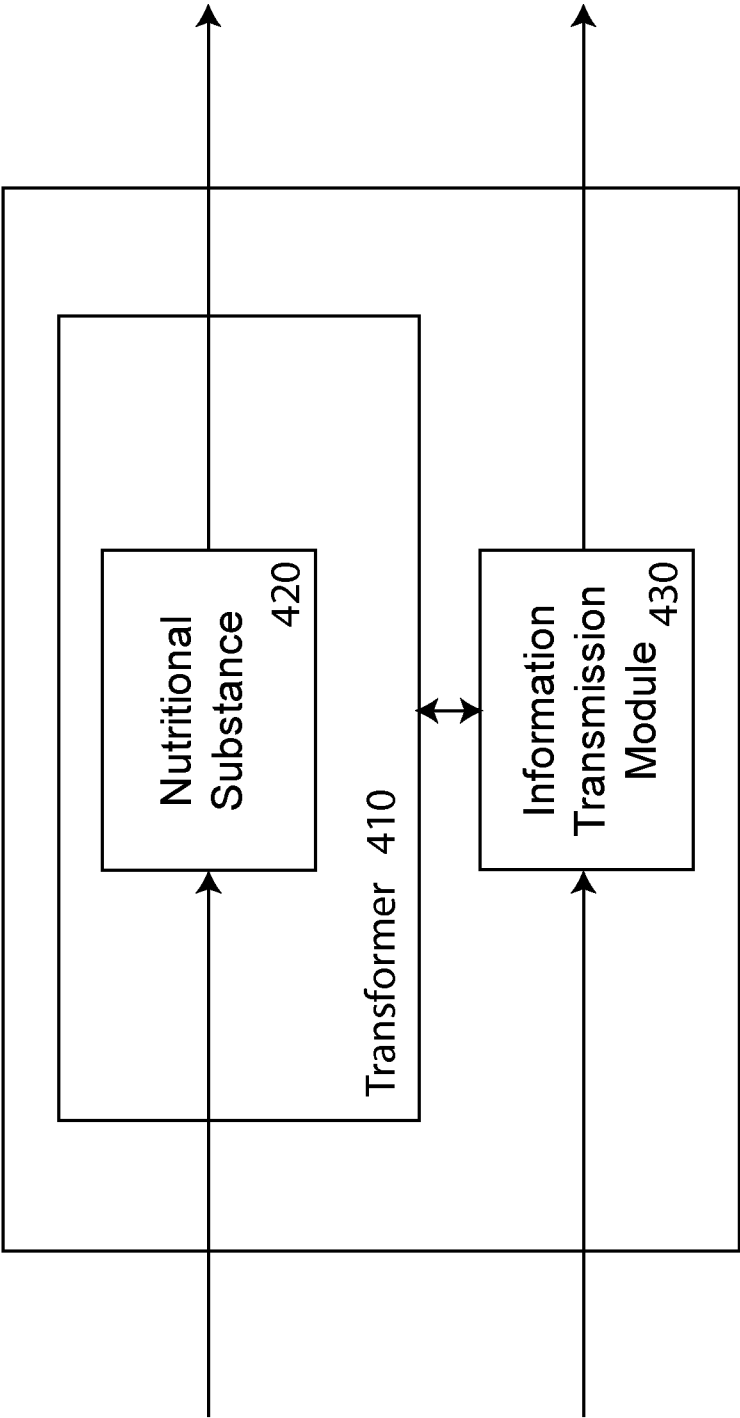 Nutritional
Substance
420
Transformer 410
Information
Transmission
Module 430